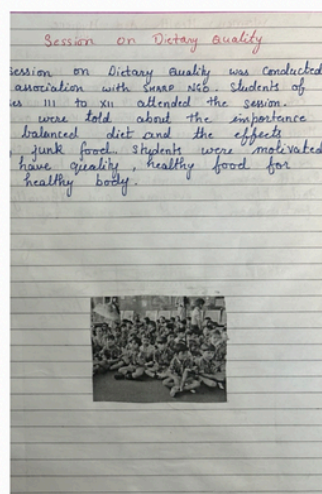 Session on Dietary Quality
session on Dietary Quality was conducted
association with SHARP NGO. Students of
es III to XII attended the session.
were told about the importance
balanced diet and the effects
junk food. Students were motivated
have quality, healthy food for
healthy body.